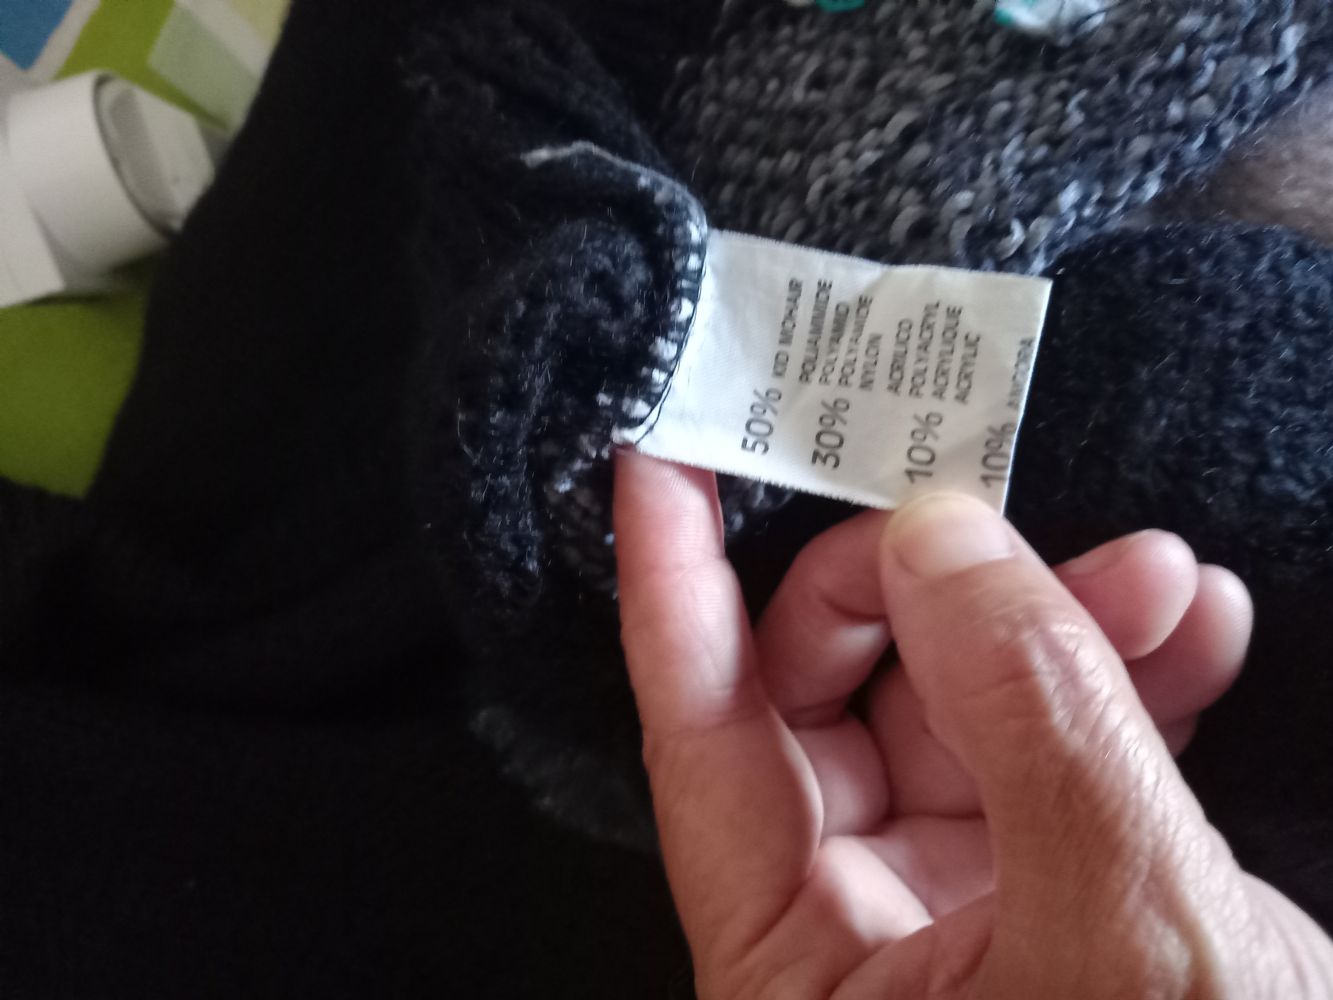 50% KID MOHAIR
30% POLIAMMIDE
POLYAMID
POLYAMIDE
NYLON
10% ACRILICO
POLYACRYL
ACRYLIQUE
ACRYLIC
10% ANGORA